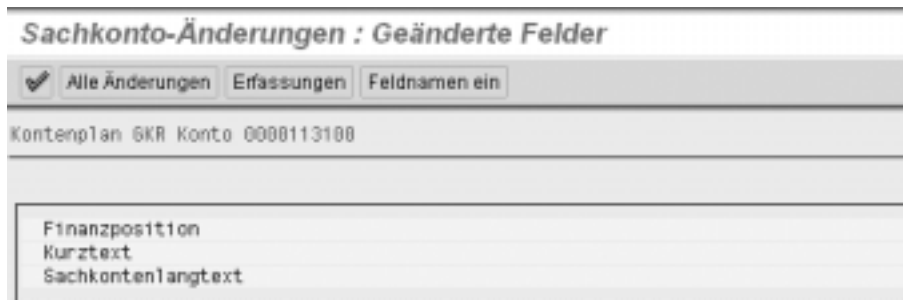 Sachkonto-Änderungen : Geänderte Felder
Alle Änderungen Erfassungen Feldnamen ein
Kontenplan GKR Konto 0000113100
Finanzposition
Kurztext
Sachkontenlangtext